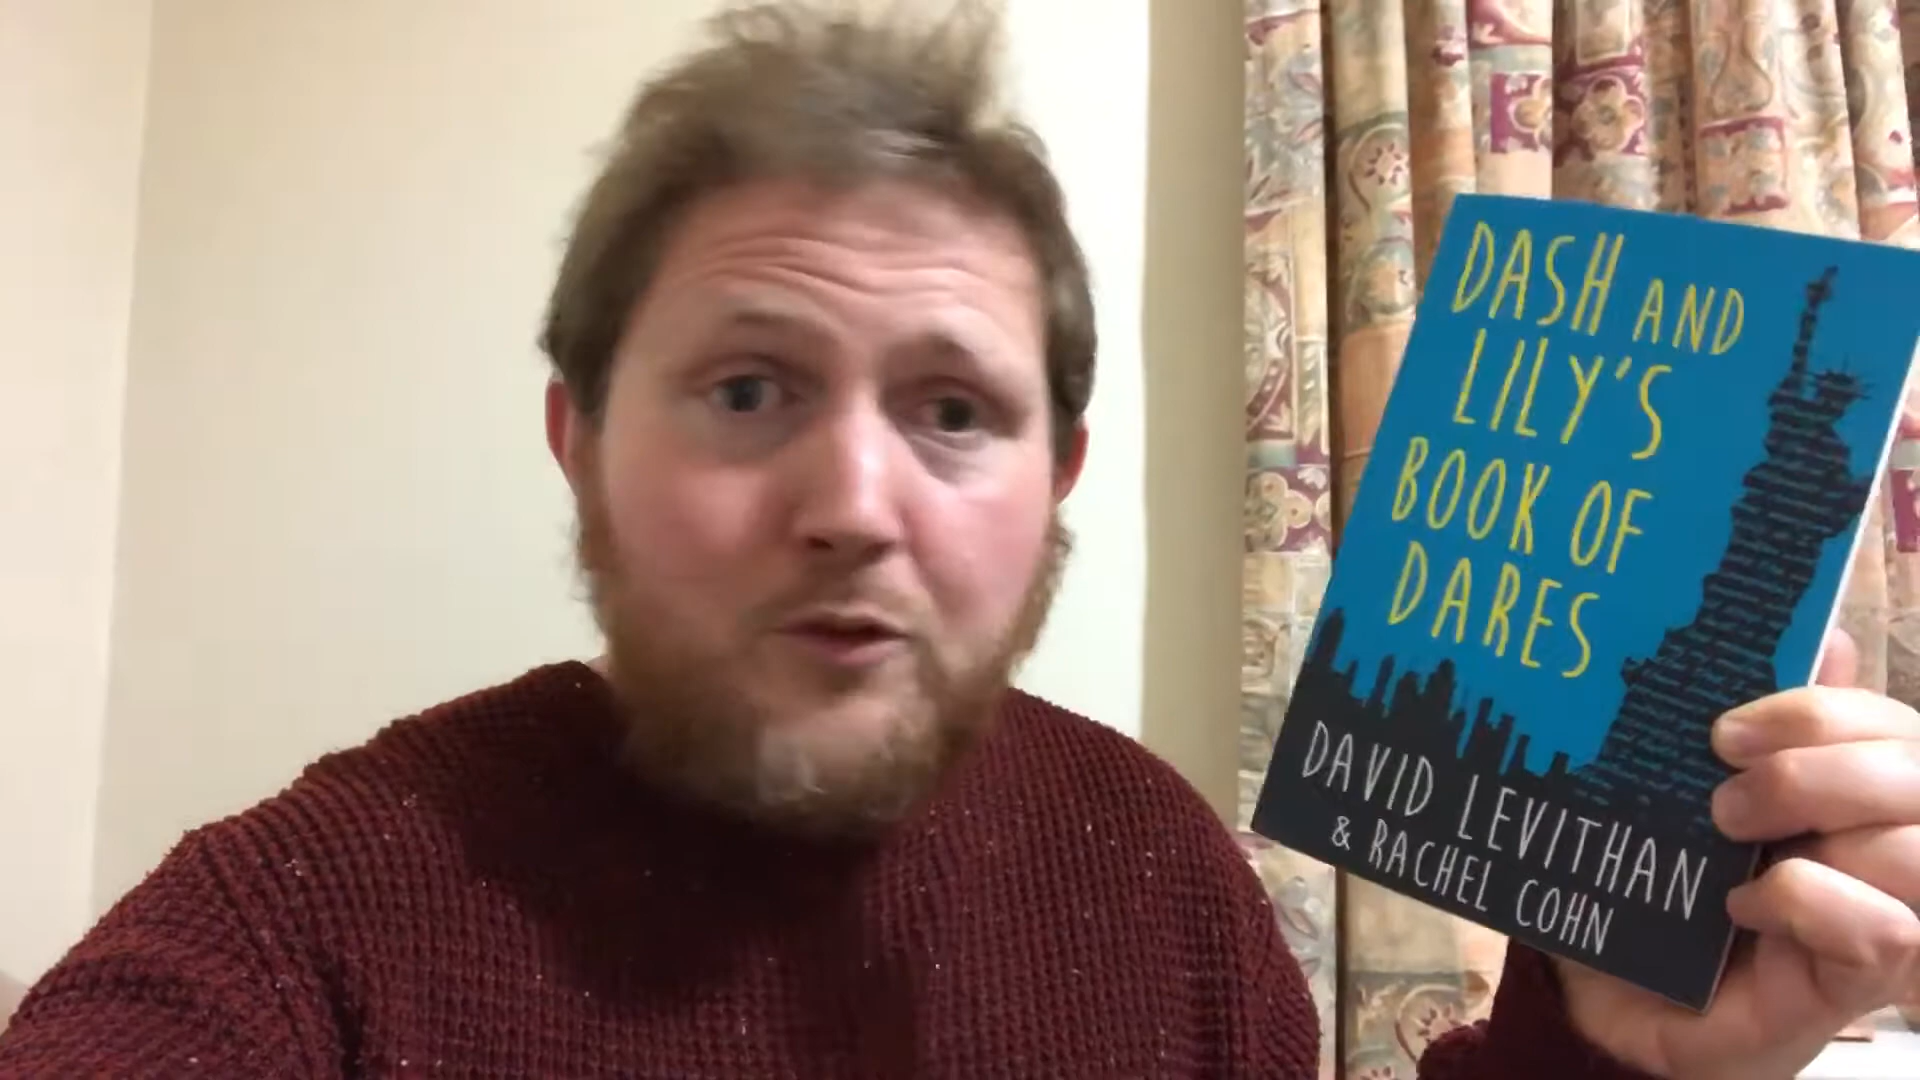 DASH AND
LILY'S
BOOK OF
DARES
DAVID LEVITHAN
& RACHEL COHN